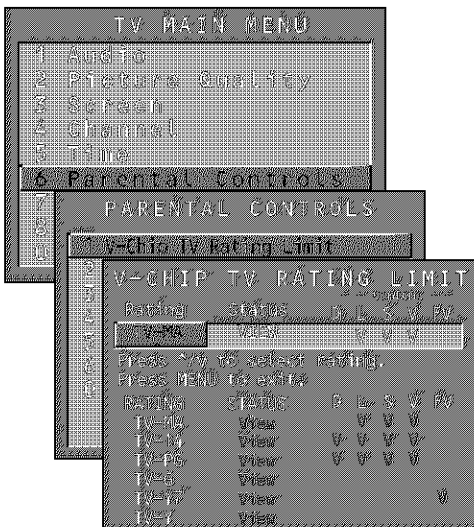 TV MAIN MENU
1 Audio
2 Picture Quality
3 Screen
4 Channel
5 Time
6 Parental Controls
7
8
0
PARENTAL CONTROLS
1 V-Chip TV Rating Limit
V-CHIP TV RATING LIMIT
Rating Status D L S V FV
TV-MA VIEW V V V
Press ^/v to select rating.
Press MENU to exit.
RATING STATUS D L S V FV
TV-MA View V V V
TV-14 View V V V V
TV-PG View V V V V
TV-G View
TV-Y7 View V
TV-Y View